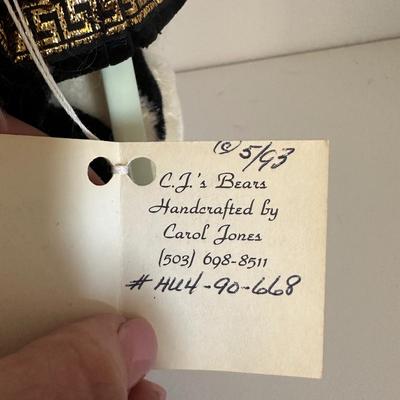 © 5/93
C.J.'s Bears
Handcrafted by
Carol Jones
(503) 698-8511
# HU4-90-668